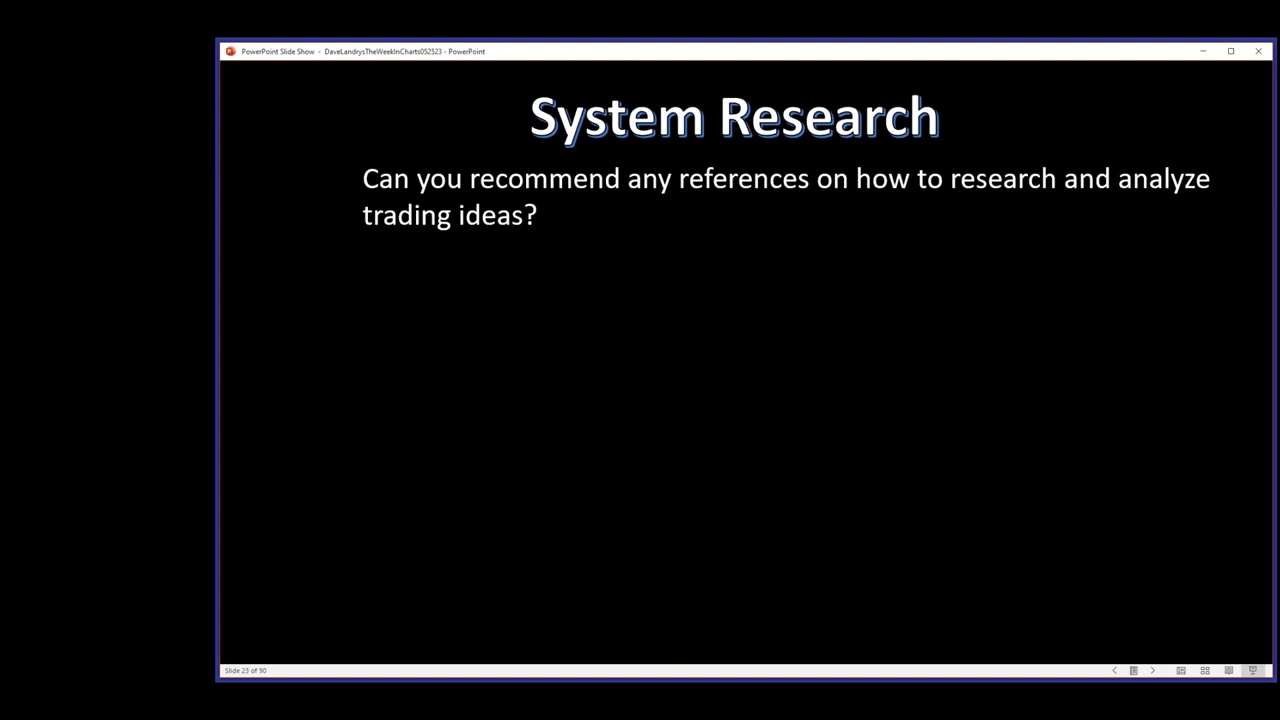 PowerPoint Slide Show - DaveLandrysTheWeekInCharts052523 - PowerPoint
System Research
Can you recommend any references on how to research and analyze
trading ideas?
Slide 23 of 90